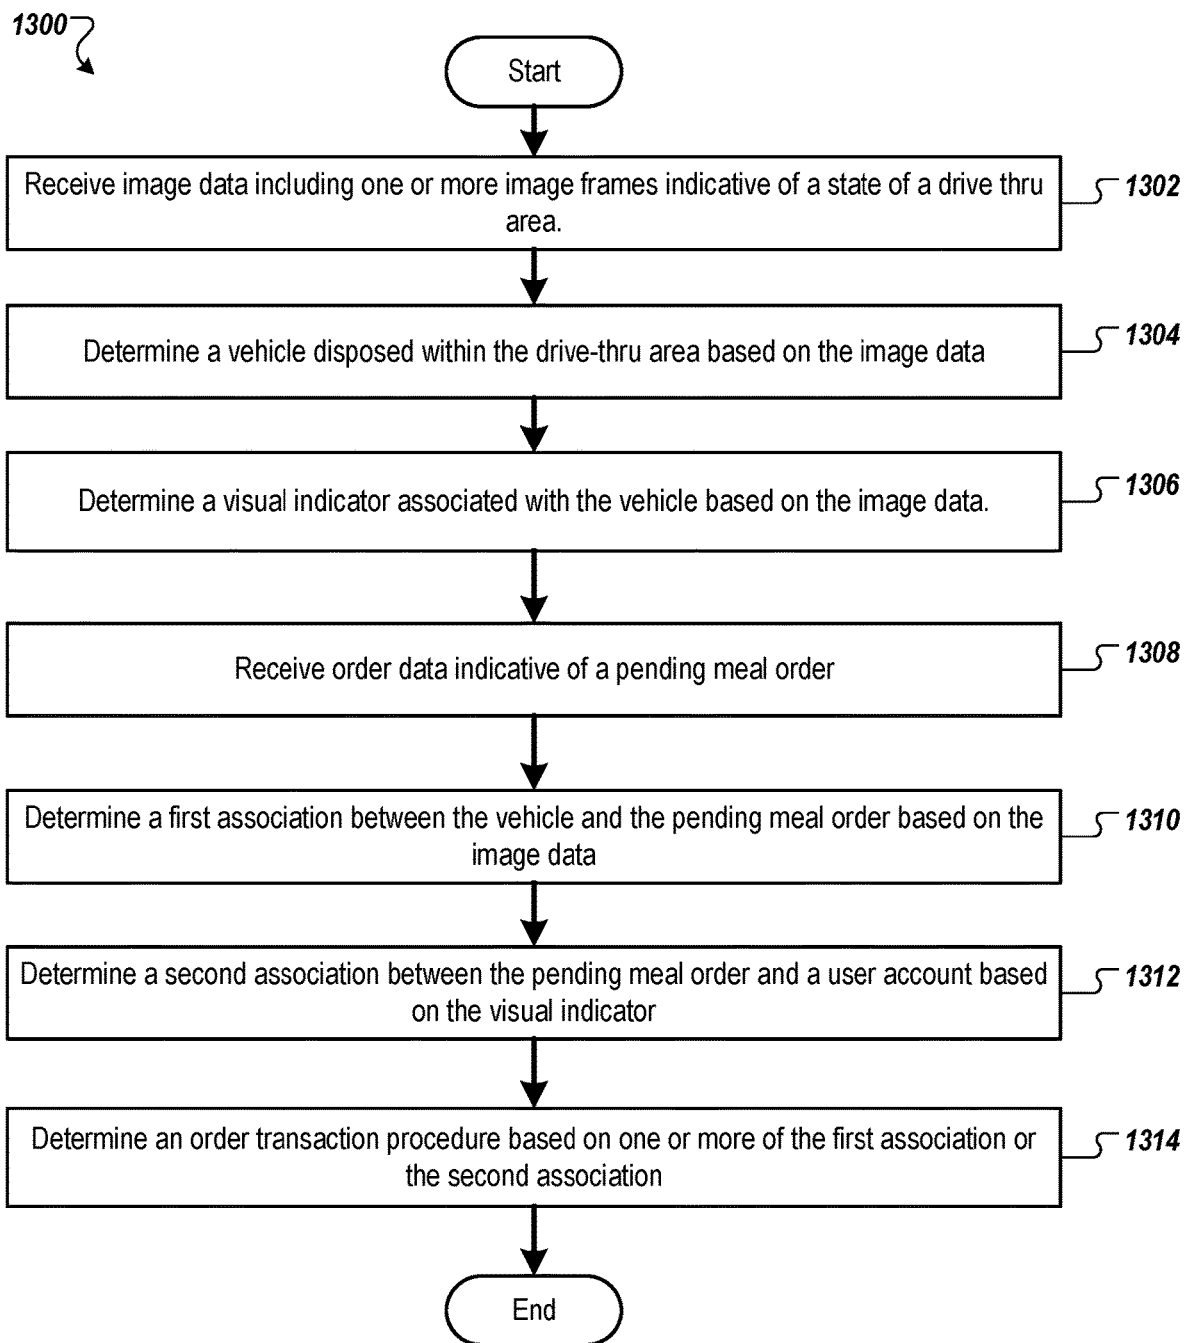 1300
Start
Receive image data including one or more image frames indicative of a state of a drive thru
area.
1302
Determine a vehicle disposed within the drive-thru area based on the image data
1304
Determine a visual indicator associated with the vehicle based on the image data.
1306
Receive order data indicative of a pending meal order
1308
Determine a first association between the vehicle and the pending meal order based on the
image data
1310
Determine a second association between the pending meal order and a user account based
on the visual indicator
1312
Determine an order transaction procedure based on one or more of the first association or
the second association
1314
End